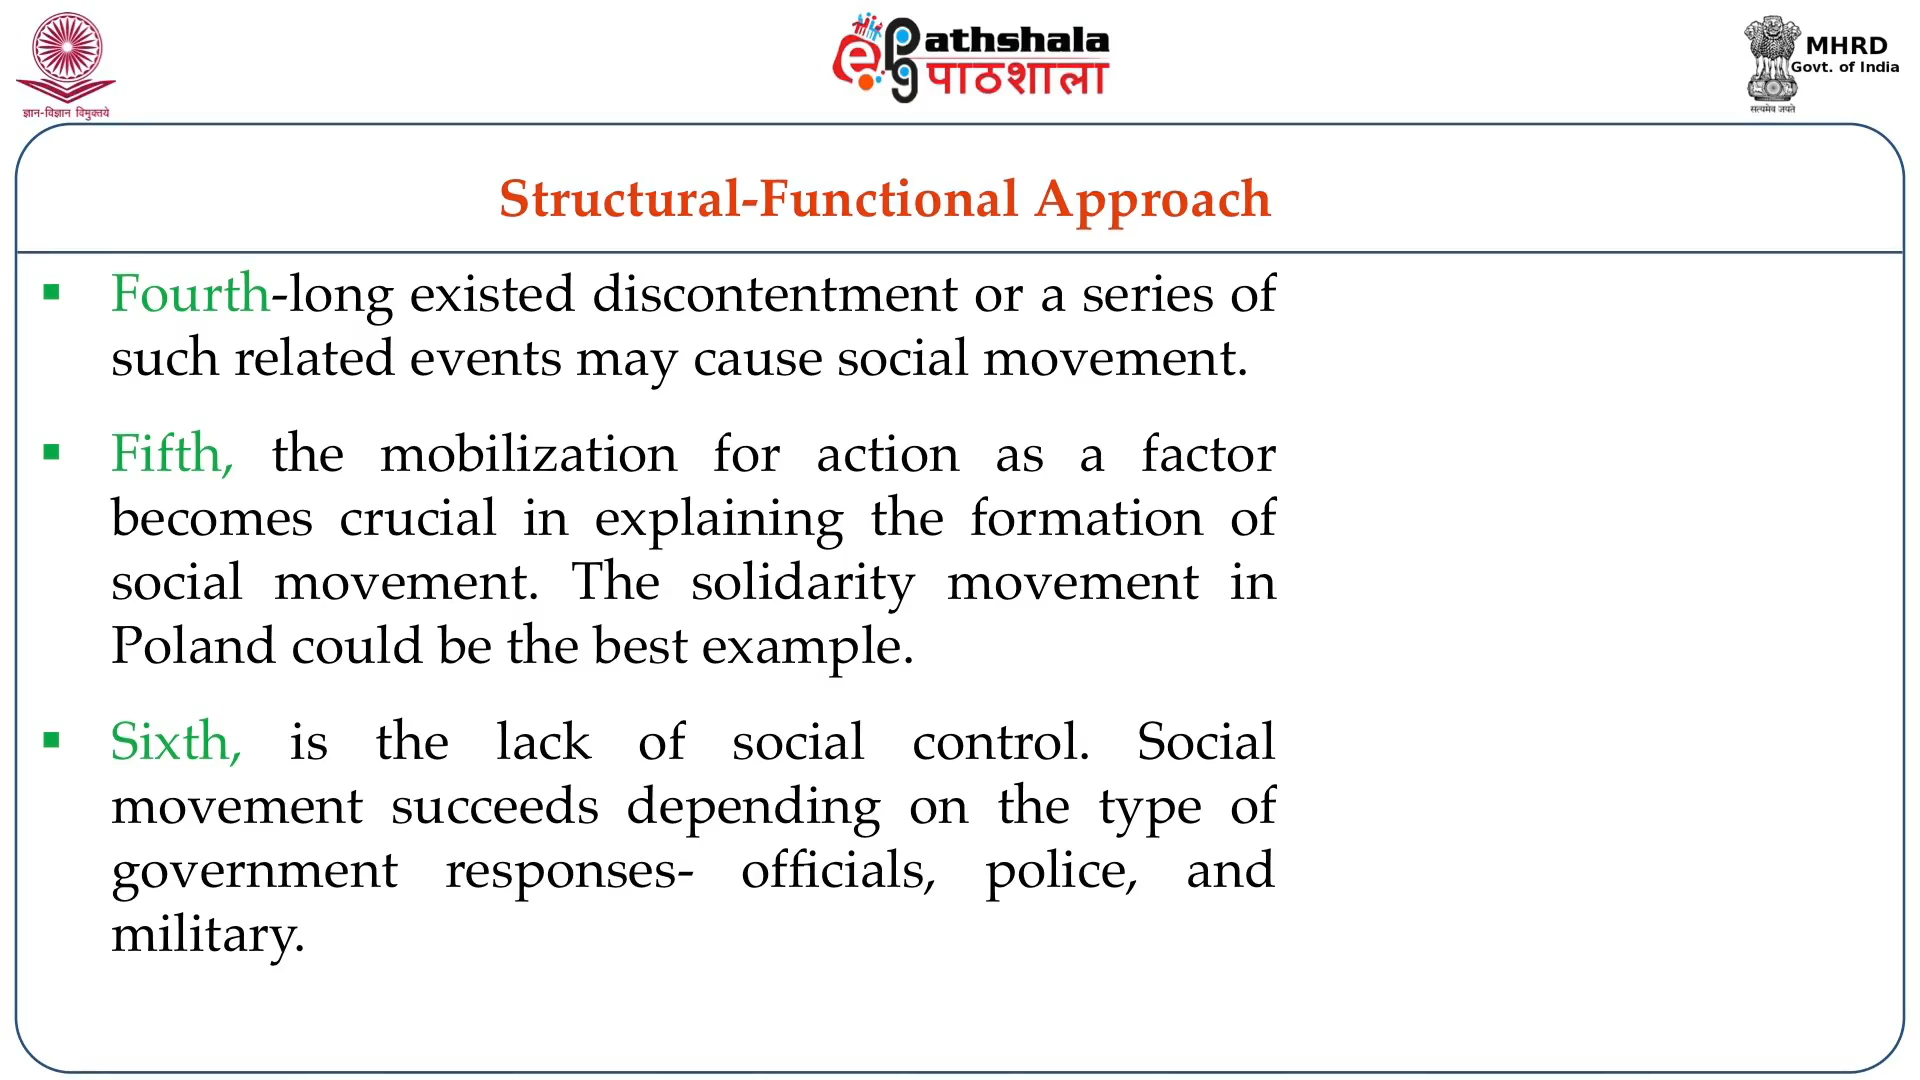 ज्ञान-विज्ञान विमुक्तये
e Pathshala
पाठशाला
MHRD
Govt. of India
सत्यमेव जयते
Structural-Functional Approach
▪ Fourth-long existed discontentment or a series of
such related events may cause social movement.
▪ Fifth, the mobilization for action as a factor
becomes crucial in explaining the formation of
social movement. The solidarity movement in
Poland could be the best example.
▪ Sixth, is the lack of social control. Social
movement succeeds depending on the type of
government responses- officials, police, and
military.